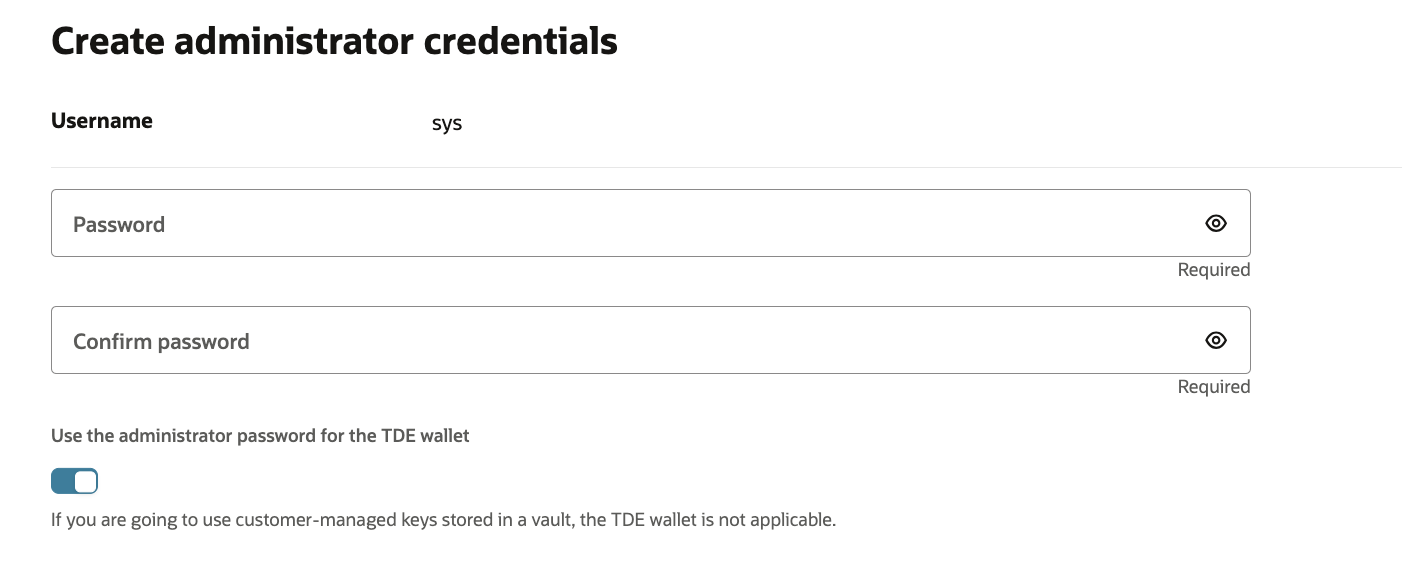 Create administrator credentials
Username sys
Password
Required
Confirm password
Required
Use the administrator password for the TDE wallet
If you are going to use customer-managed keys stored in a vault, the TDE wallet is not applicable.